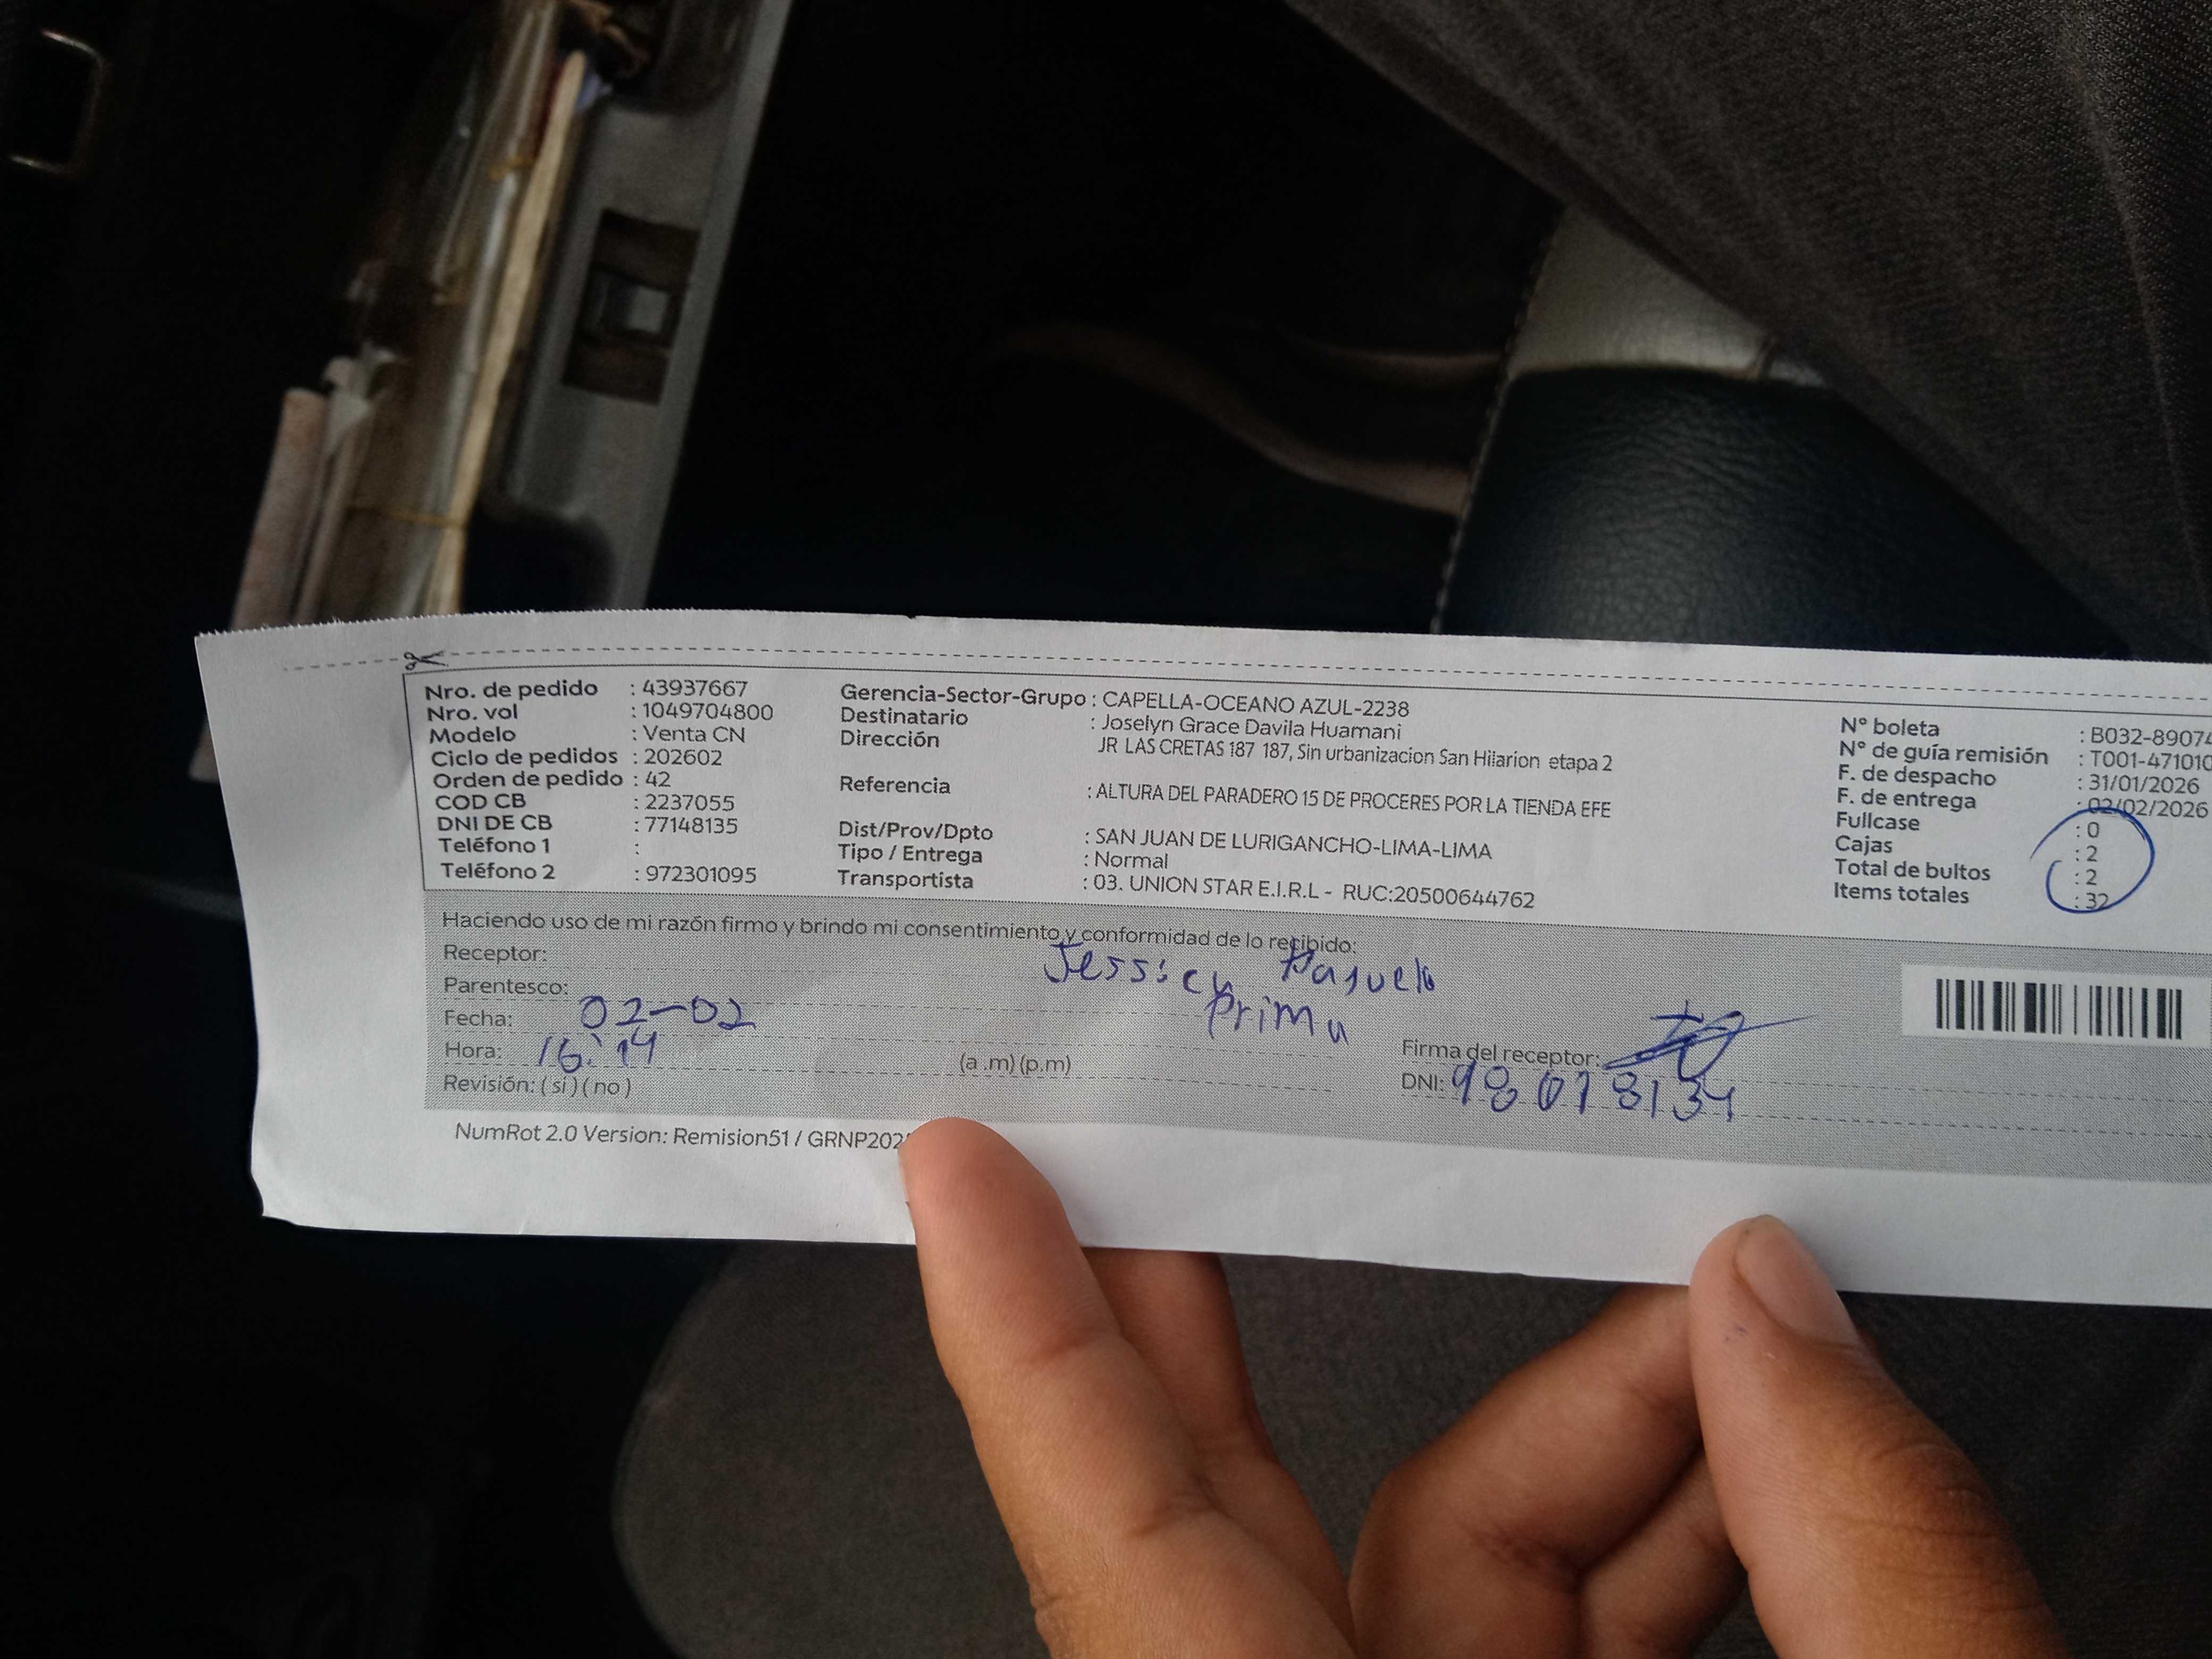 Nro. de pedido : 43937667
Nro. vol : 1049704800
Modelo : Venta CN
Ciclo de pedidos : 202602
Orden de pedido : 42
COD CB : 2237055
DNI DE CB : 77148135
Teléfono 1 :
Teléfono 2 : 972301095
Gerencia-Sector-Grupo : CAPELLA-OCEANO AZUL-2238
Destinatario : Joselyn Grace Davila Huamani
Dirección JR LAS CRETAS 187 187, Sin urbanizacion San Hilarion etapa 2
Referencia : ALTURA DEL PARADERO 15 DE PROCERES POR LA TIENDA EFE
Dist/Prov/Dpto : SAN JUAN DE LURIGANCHO-LIMA-LIMA
Tipo / Entrega : Normal
Transportista : 03. UNION STAR E.I.R.L - RUC:20500644762
N° boleta : B032-89074
N° de guía remisión : T001-471010
F. de despacho : 31/01/2026
F. de entrega : 02/02/2026
Fullcase : 0
Cajas : 2
Total de bultos : 2
Items totales : 32
Haciendo uso de mi razón firmo y brindo mi consentimiento y conformidad de lo recibido:
Receptor: Jessica
Parentesco: Prima
Fecha: 02-02
Hora: 16:14 (a .m) (p.m)
Revisión: ( si ) ( no )
Firma del receptor:
DNI:
NumRot 2.0 Version: Remision51 / GRNP202